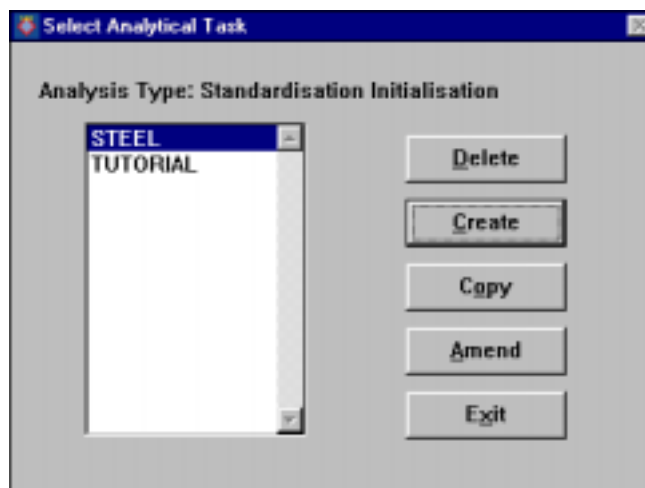 Select Analytical Task
Analysis Type: Standardisation Initialisation
STEEL
TUTORIAL
Delete
Create
Copy
Amend
Exit